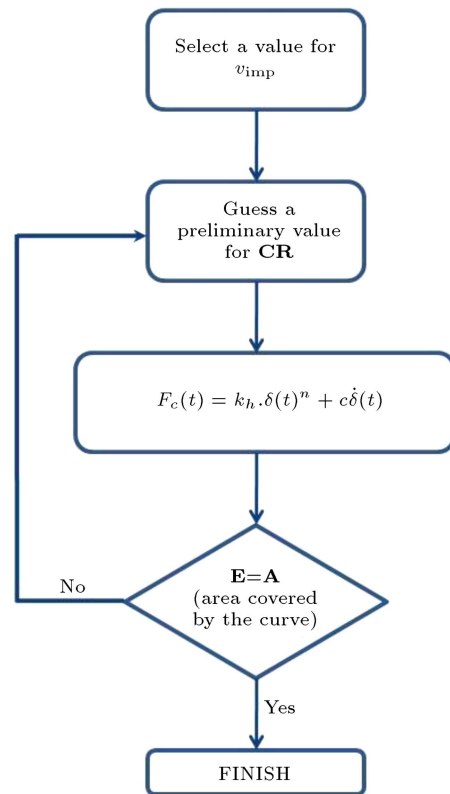 Select a value for
v_imp
Guess a
preliminary value
for CR
F_c(t) = k_h.δ(t)^n + cδ̇(t)
E=A
(area covered
by the curve)
No
Yes
FINISH